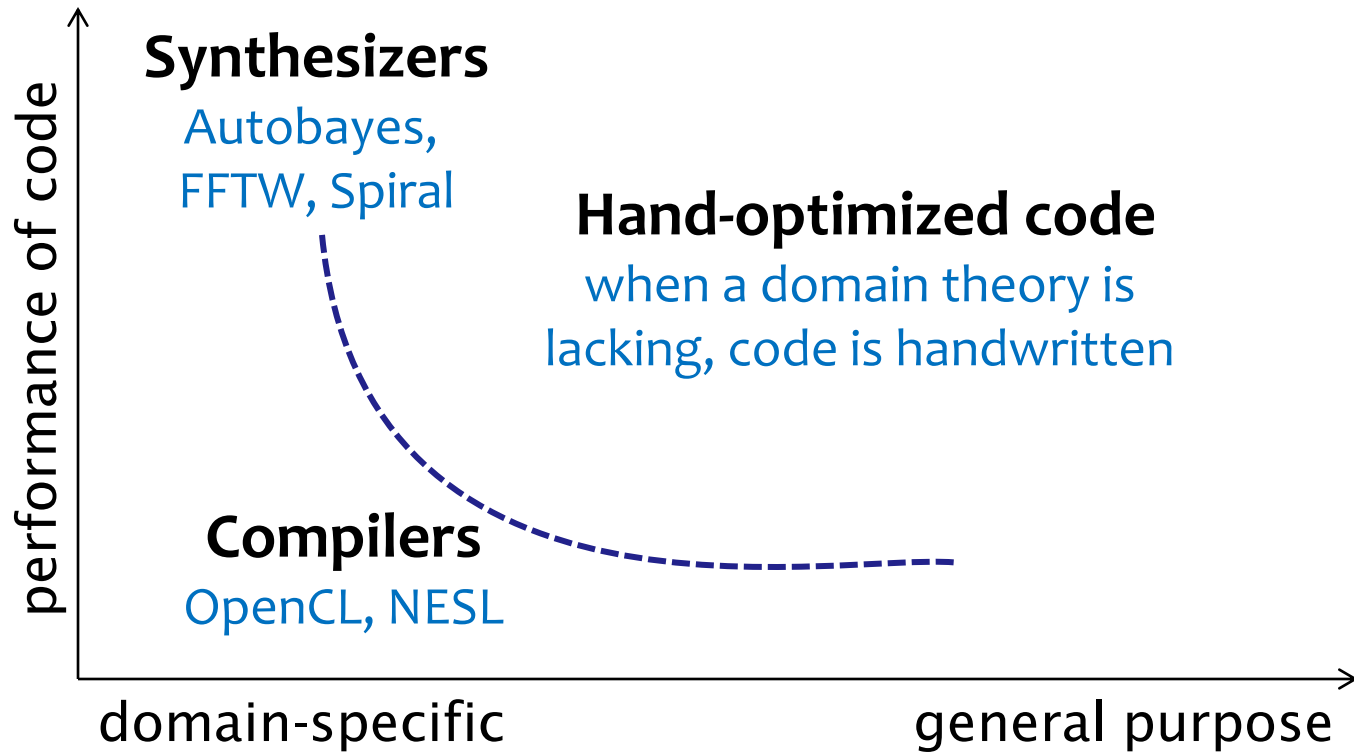 performance of code
Synthesizers
Autobayes,
FFTW, Spiral
Hand-optimized code
when a domain theory is
lacking, code is handwritten
Compilers
OpenCL, NESL
domain-specific
general purpose